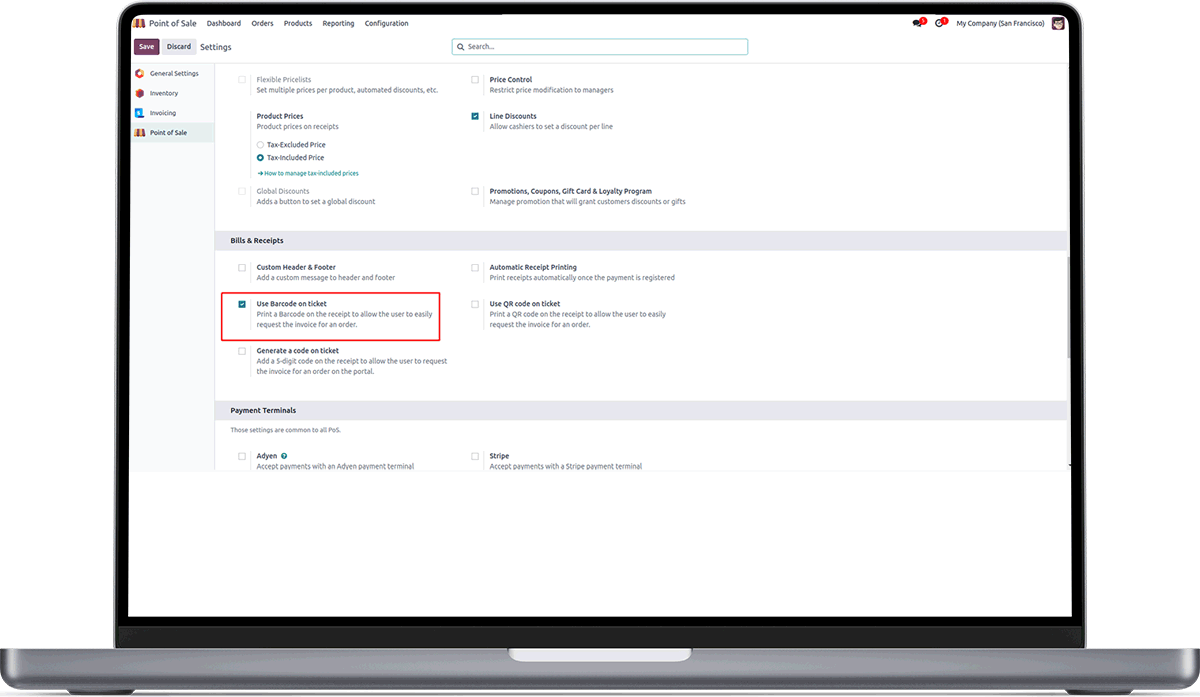 Point of Sale Dashboard Orders Products Reporting Configuration 5 1 My Company (San Francisco)
Save Discard Settings Search...
General Settings
Inventory
Invoicing
Point of Sale
Flexible Pricelists
Set multiple prices per product, automated discounts, etc.
Price Control
Restrict price modification to managers
Product Prices
Product prices on receipts
Tax-Excluded Price
Tax-Included Price
How to manage tax-included prices
Line Discounts
Allow cashiers to set a discount per line
Global Discounts
Adds a button to set a global discount
Promotions, Coupons, Gift Card & Loyalty Program
Manage promotion that will grant customers discounts or gifts
Bills & Receipts
Custom Header & Footer
Add a custom message to header and footer
Automatic Receipt Printing
Print receipts automatically once the payment is registered
Use Barcode on ticket
Print a Barcode on the receipt to allow the user to easily
request the invoice for an order.
Use QR code on ticket
Print a QR code on the receipt to allow the user to easily
request the invoice for an order.
Generate a code on ticket
Add a 5-digit code on the receipt to allow the user to request
the invoice for an order on the portal.
Payment Terminals
Those settings are common to all PoS.
Adyen ?
Accept payments with an Adyen payment terminal
Stripe
Accept payments with a Stripe payment terminal